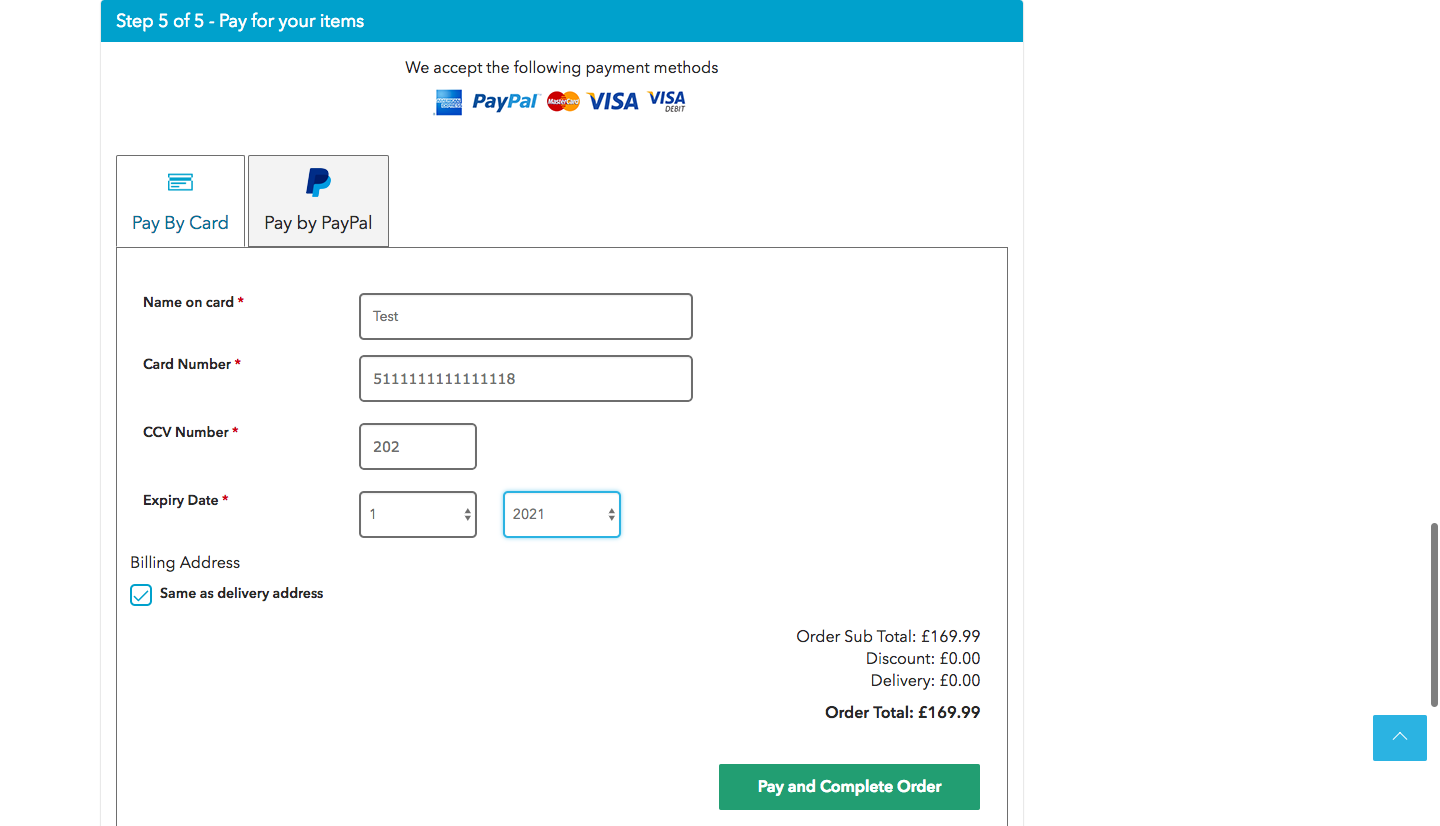 Step 5 of 5 - Pay for your items
We accept the following payment methods
AMERICAN EXPRESS PayPal MasterCard VISA VISA DEBIT
Pay By Card
Pay by PayPal
Name on card *
Test
Card Number *
5111111111111118
CCV Number *
202
Expiry Date *
1 2021
Billing Address
Same as delivery address
Order Sub Total: £169.99
Discount: £0.00
Delivery: £0.00
Order Total: £169.99
Pay and Complete Order